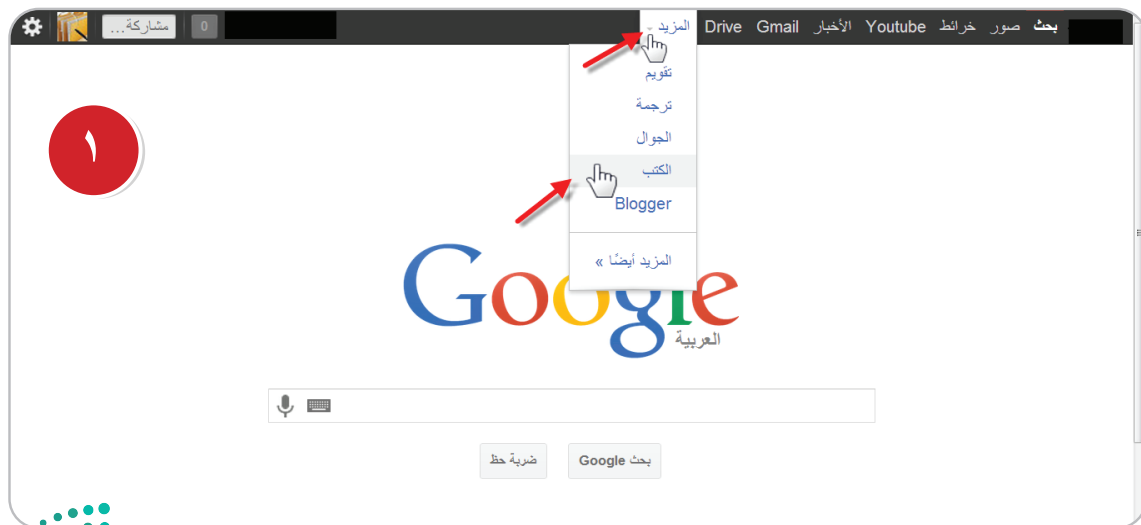 بحث صور خرائط Youtube الأخبار Gmail Drive المزيد
0 مشاركة...
تقويم
ترجمة
الجوال
الكتب
Blogger
المزيد أيضًا »
١
Google
العربية
بحث Google ضربة حظ